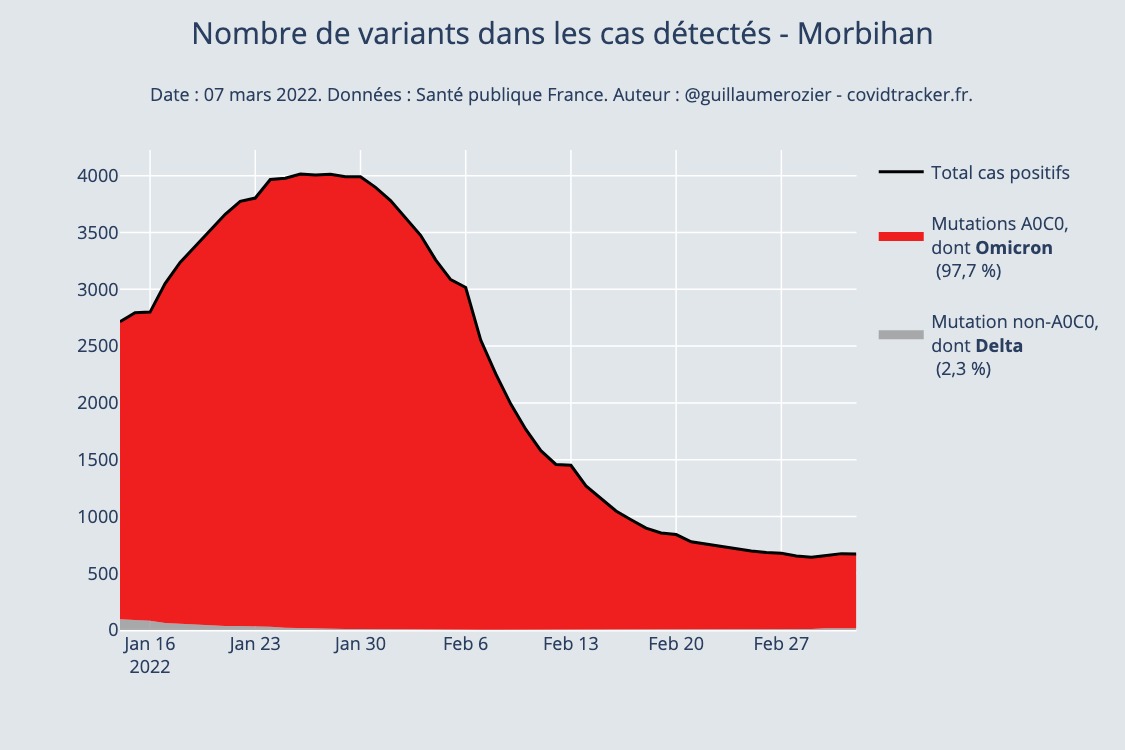 Nombre de variants dans les cas détectés - Morbihan
Date : 07 mars 2022. Données : Santé publique France. Auteur : @guillaumerozier - covidtracker.fr.
4000
3500
3000
2500
2000
1500
1000
500
0
Jan 16 Jan 23 Jan 30 Feb 6 Feb 13 Feb 20 Feb 27
2022
Total cas positifs
Mutations A0C0,
dont Omicron
(97,7 %)
Mutation non-A0C0,
dont Delta
(2,3 %)